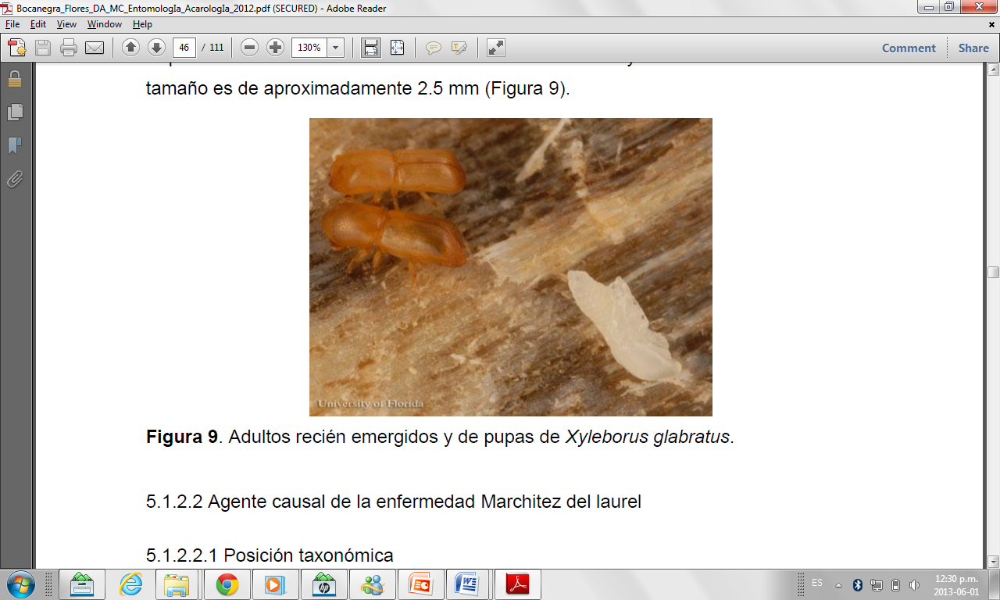 Bocanegra_Flores_DA_MC_EntomologIa_AcarologIa_2012.pdf (SECURED) - Adobe Reader
File Edit View Window Help
46 / 111 130% Comment Share
tamaño es de aproximadamente 2.5 mm (Figura 9).
University of Florida
Figura 9. Adultos recién emergidos y de pupas de Xyleborus glabratus.
5.1.2.2 Agente causal de la enfermedad Marchitez del laurel
5.1.2.2.1 Posición taxonómica
ES 12:30 p.m.
2013-06-01